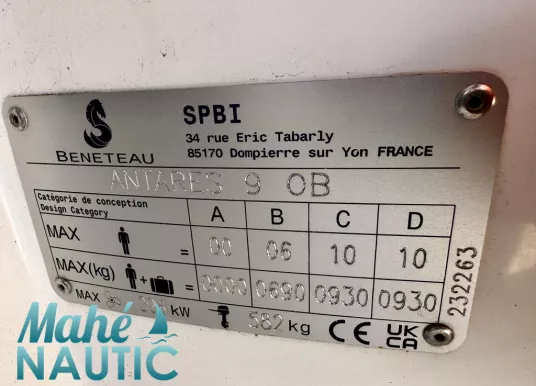 SPBI
34 rue Eric Tabarly
85170 Dompierre sur Yon FRANCE
BENETEAU
ANTARES 9 OB
Catégorie de conception
Design Category
A B C D
MAX = 00 06 10 10
MAX(kg) + = 0000 0690 0930 0930
MAX kW 582 kg CE UK CA
232263
Mahé
NAUTIC